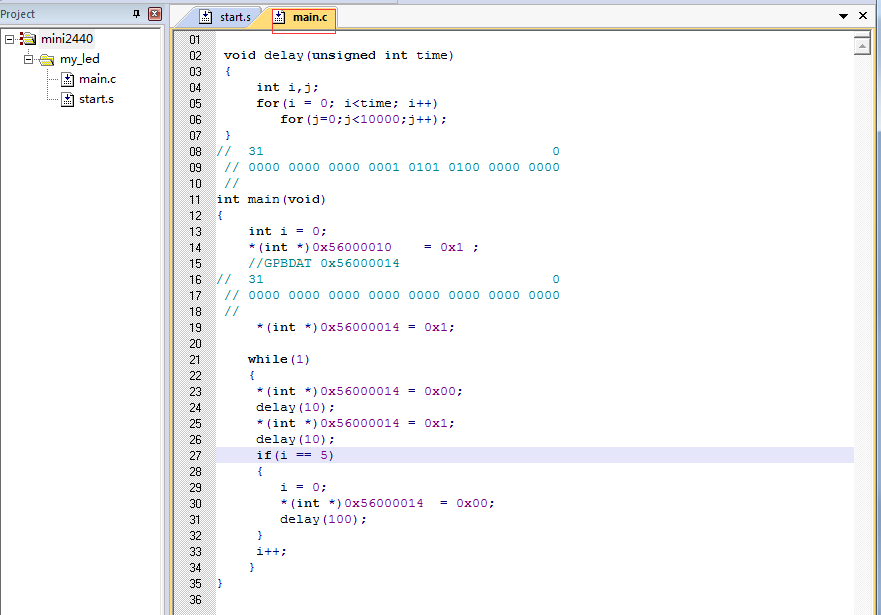 Project
start.s main.c
mini2440
my_led
main.c
start.s
01
02 void delay(unsigned int time)
03 {
04 int i,j;
05 for(i = 0; i<time; i++)
06 for(j=0;j<10000;j++);
07 }
08 // 31 0
09 // 0000 0000 0000 0001 0101 0100 0000 0000
10 //
11 int main(void)
12 {
13 int i = 0;
14 *(int *)0x56000010 = 0x1 ;
15 //GPBDAT 0x56000014
16 // 31 0
17 // 0000 0000 0000 0000 0000 0000 0000 0000
18 //
19 *(int *)0x56000014 = 0x1;
20
21 while(1)
22 {
23 *(int *)0x56000014 = 0x00;
24 delay(10);
25 *(int *)0x56000014 = 0x1;
26 delay(10);
27 if(i == 5)
28 {
29 i = 0;
30 *(int *)0x56000014 = 0x00;
31 delay(100);
32 }
33 i++;
34 }
35 }
36